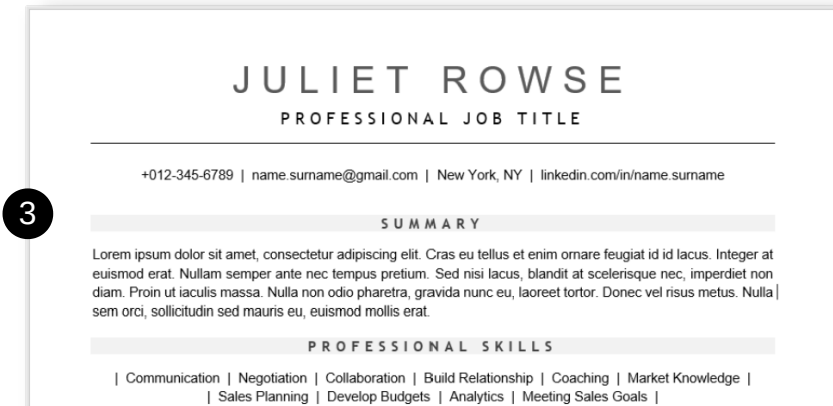 JULIET ROWSE
PROFESSIONAL JOB TITLE
+012-345-6789 | name.surname@gmail.com | New York, NY | linkedin.com/in/name.surname
3
SUMMARY
Lorem ipsum dolor sit amet, consectetur adipiscing elit. Cras eu tellus et enim ornare feugiat id id lacus. Integer at
euismod erat. Nullam semper ante nec tempus pretium. Sed nisi lacus, blandit at scelerisque nec, imperdiet non
diam. Proin ut iaculis massa. Nulla non odio pharetra, gravida nunc eu, laoreet tortor. Donec vel risus metus. Nulla
sem orci, sollicitudin sed mauris eu, euismod mollis erat.
PROFESSIONAL SKILLS
| Communication | Negotiation | Collaboration | Build Relationship | Coaching | Market Knowledge |
| Sales Planning | Develop Budgets | Analytics | Meeting Sales Goals |